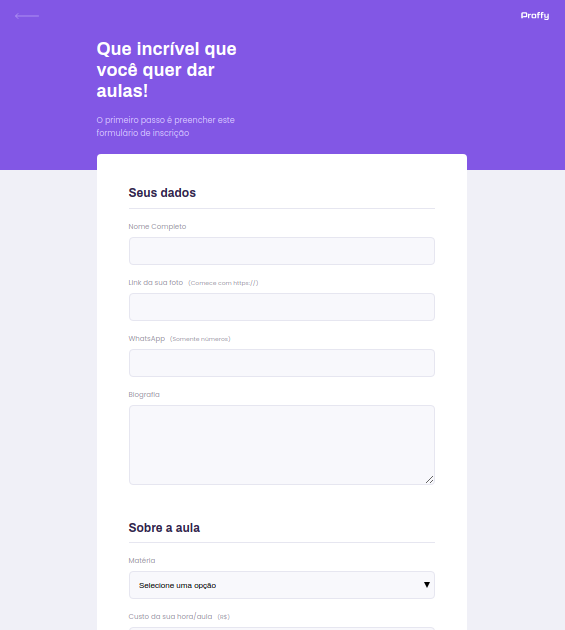 Proffy
Que incrível que
você quer dar
aulas!
O primeiro passo é preencher este
formulário de inscrição
Seus dados
Nome Completo
Link da sua foto (Comece com https://)
WhatsApp (Somente números)
Biografia
Sobre a aula
Matéria
Selecione uma opção
Custo da sua hora/aula (R$)